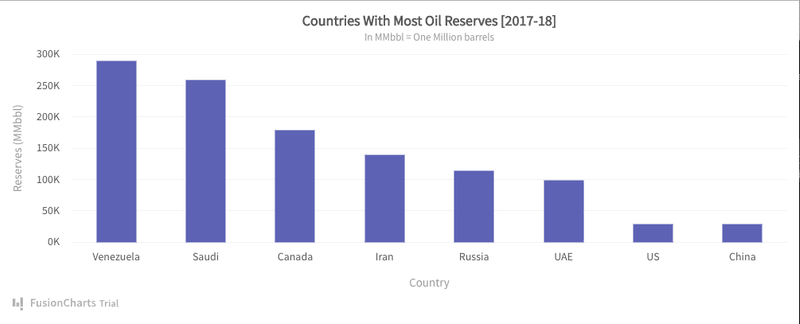 Countries With Most Oil Reserves [2017-18]
In MMbbl = One Million barrels
300K
250K
200K
150K
100K
50K
0K
Reserves (MMbbl)
Venezuela Saudi Canada Iran Russia UAE US China
Country
FusionCharts Trial